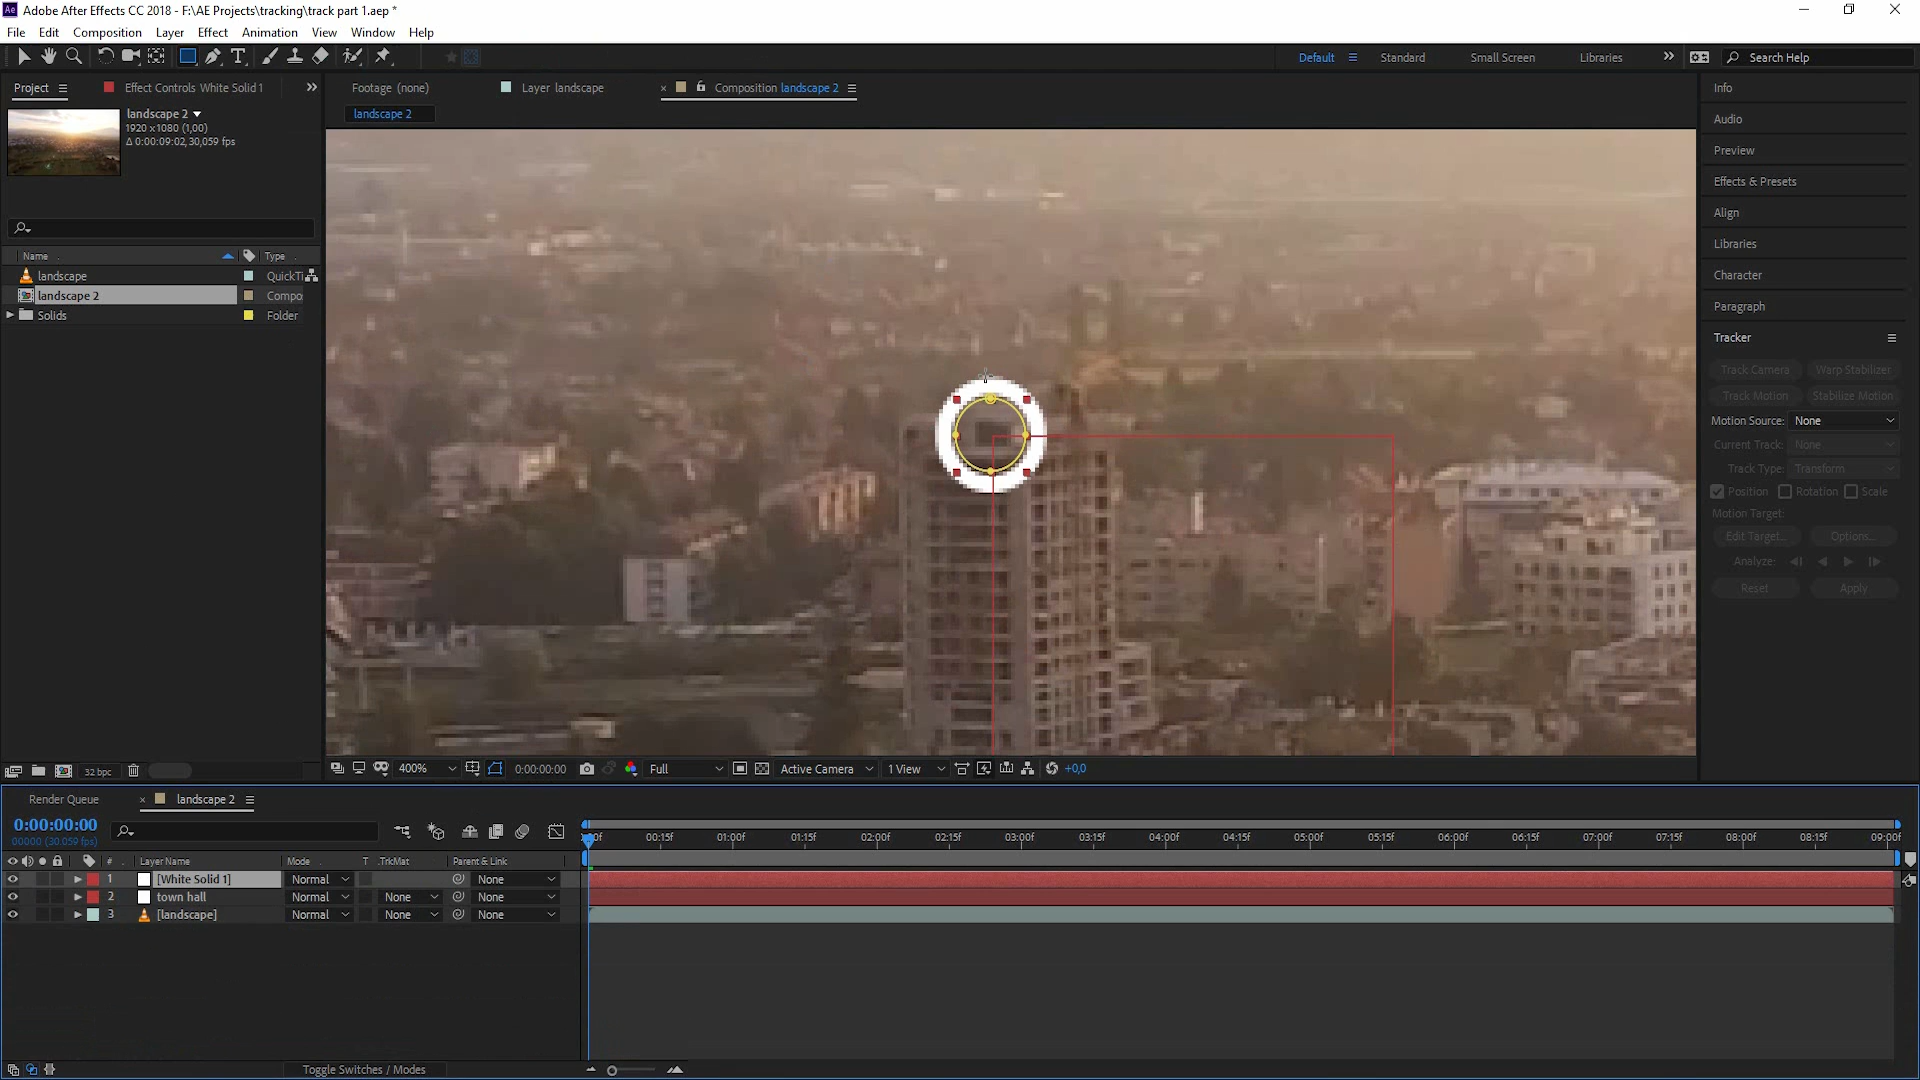 Adobe After Effects CC 2018 - F:\AE Projects\tracking\track part 1.aep *
File Edit Composition Layer Effect Animation View Window Help
Default Standard Small Screen Libraries Search Help
Project Effect Controls White Solid 1 Footage (none) Layer landscape Composition landscape 2
landscape 2
landscape 2
1920 x 1080 (1,00)
Δ 0:00:09:02, 30,059 fps
Name Type
landscape QuickTi
landscape 2 Compo
Solids Folder
32 bpc
400% 0:00:00:00 Full Active Camera 1 View +0,0
Info
Audio
Preview
Effects & Presets
Align
Libraries
Character
Paragraph
Tracker
Track Camera Warp Stabilizer
Track Motion Stabilize Motion
Motion Source: None
Current Track: None
Track Type: Transform
Position Rotation Scale
Motion Target:
Edit Target... Options...
Analyze:
Reset Apply
Render Queue landscape 2
0:00:00:00
00000 (30.059 fps)
:00f 00:15f 01:00f 01:15f 02:00f 02:15f 03:00f 03:15f 04:00f 04:15f 05:00f 05:15f 06:00f 06:15f 07:00f 07:15f 08:00f 08:15f 09:00f
# Layer Name Mode T .TrkMat Parent & Link
1 [White Solid 1] Normal None
2 town hall Normal None None
3 [landscape] Normal None None
Toggle Switches / Modes